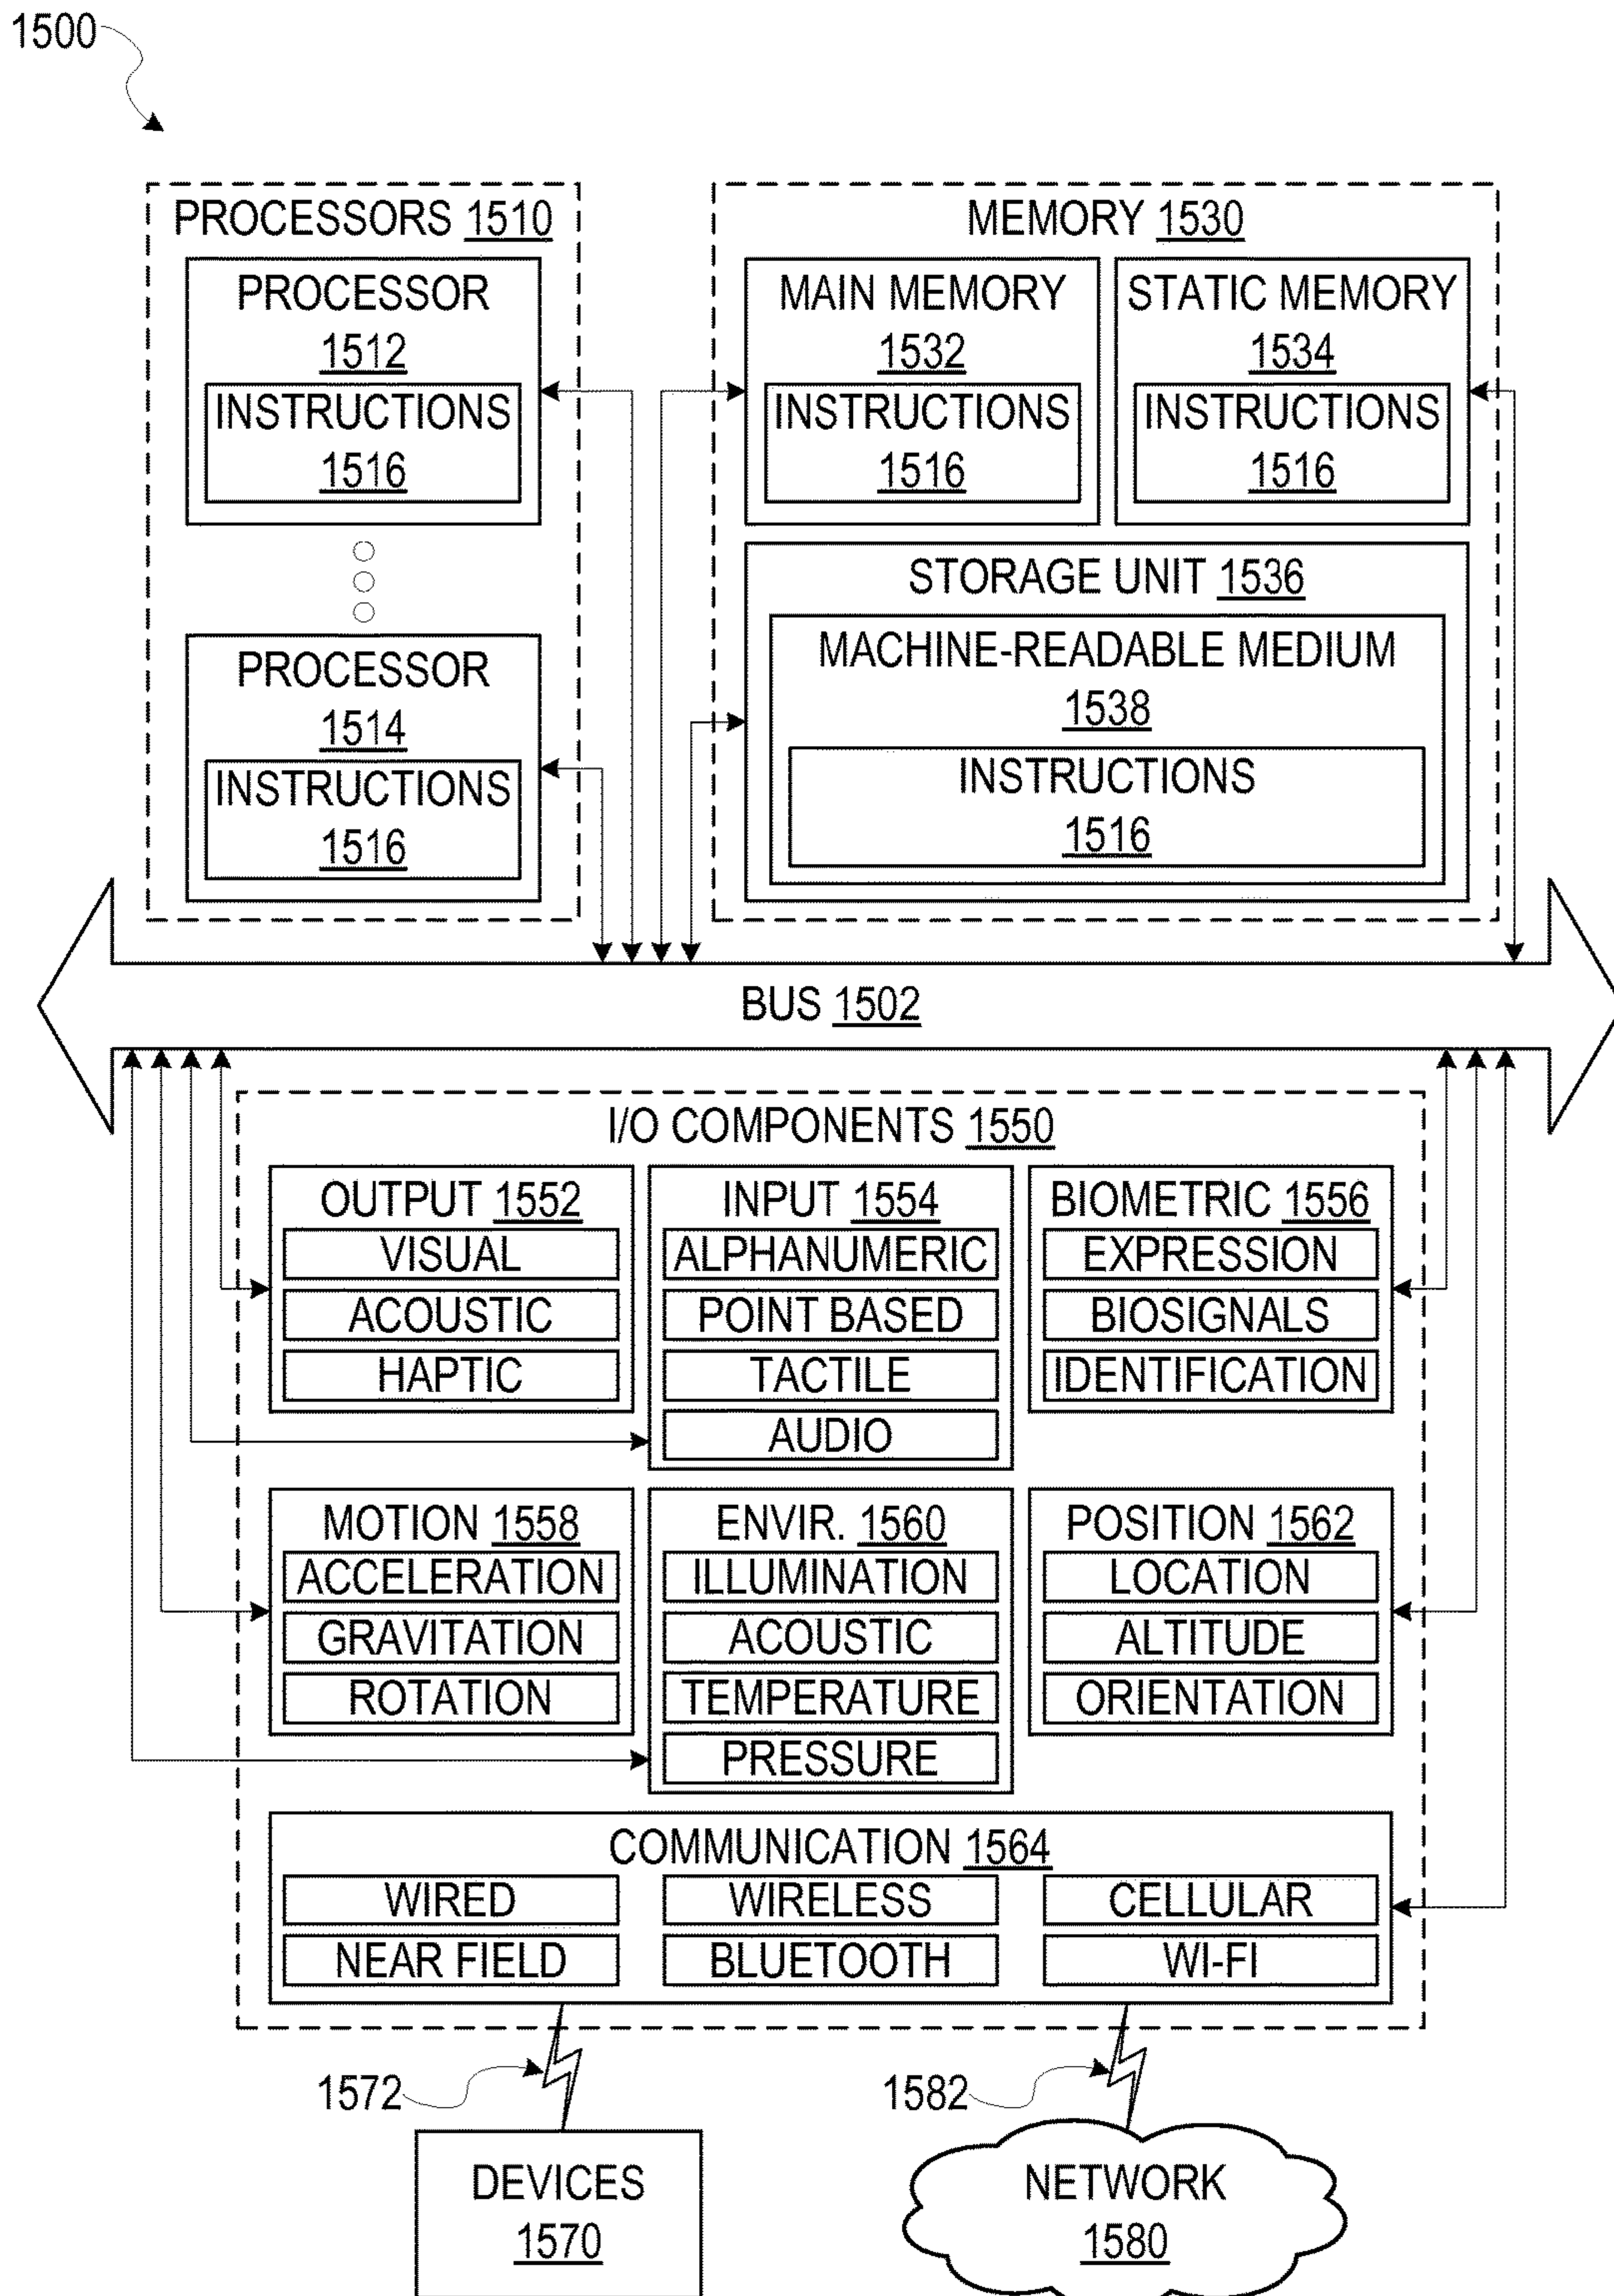 1500
PROCESSORS 1510
PROCESSOR
1512
INSTRUCTIONS
1516
PROCESSOR
1514
INSTRUCTIONS
1516
MEMORY 1530
MAIN MEMORY
1532
INSTRUCTIONS
1516
STATIC MEMORY
1534
INSTRUCTIONS
1516
STORAGE UNIT 1536
MACHINE-READABLE MEDIUM
1538
INSTRUCTIONS
1516
BUS 1502
I/O COMPONENTS 1550
OUTPUT 1552
VISUAL
ACOUSTIC
HAPTIC
INPUT 1554
ALPHANUMERIC
POINT BASED
TACTILE
AUDIO
BIOMETRIC 1556
EXPRESSION
BIOSIGNALS
IDENTIFICATION
MOTION 1558
ACCELERATION
GRAVITATION
ROTATION
ENVIR. 1560
ILLUMINATION
ACOUSTIC
TEMPERATURE
PRESSURE
POSITION 1562
LOCATION
ALTITUDE
ORIENTATION
COMMUNICATION 1564
WIRED
WIRELESS
CELLULAR
NEAR FIELD
BLUETOOTH
WI-FI
1572
1582
DEVICES
1570
NETWORK
1580